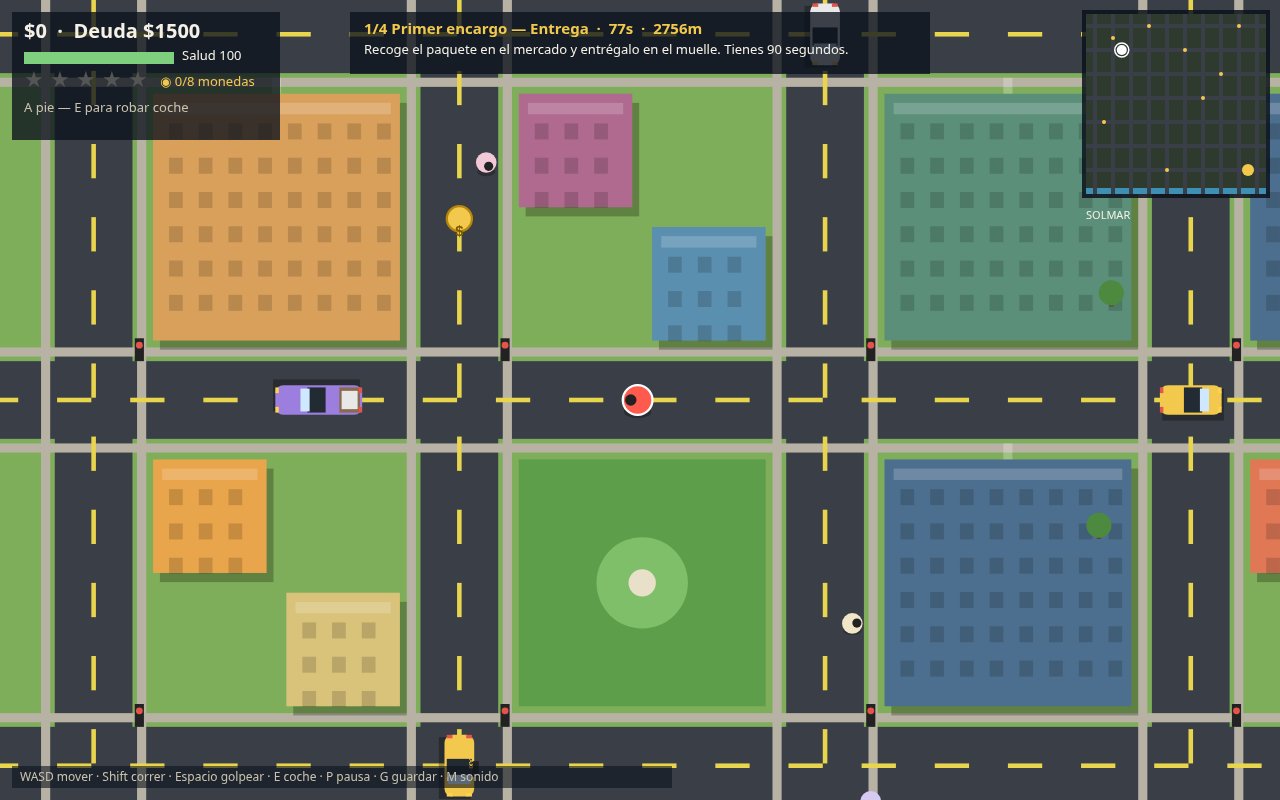 $0 · Deuda $1500
Salud 100
★ ★ ★ ★ ★ ◉ 0/8 monedas
A pie — E para robar coche
1/4 Primer encargo — Entrega · 77s · 2756m
Recoge el paquete en el mercado y entrégalo en el muelle. Tienes 90 segundos.
SOLMAR
$
WASD mover · Shift correr · Espacio golpear · E coche · P pausa · G guardar · M sonido